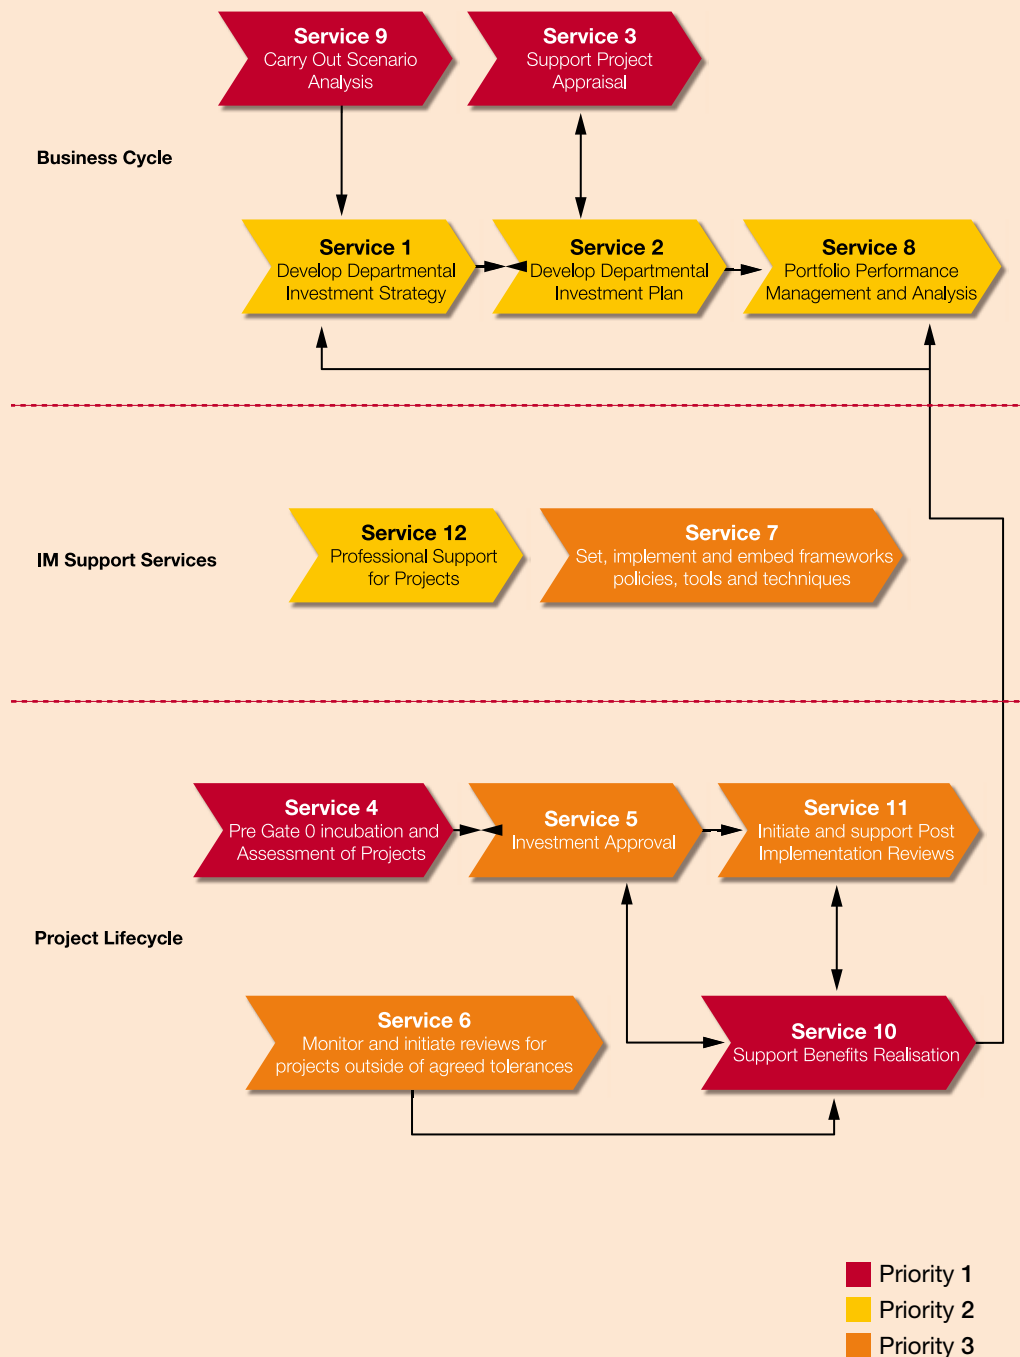 Service 9
Carry Out Scenario
Analysis
Service 3
Support Project
Appraisal
Business Cycle
Service 1
Develop Departmental
Investment Strategy
Service 2
Develop Departmental
Investment Plan
Service 8
Portfolio Performance
Management and Analysis
IM Support Services
Service 12
Professional Support
for Projects
Service 7
Set, implement and embed frameworks
policies, tools and techniques
Service 4
Pre Gate 0 incubation and
Assessment of Projects
Service 5
Investment Approval
Service 11
Initiate and support Post
Implementation Reviews
Project Lifecycle
Service 6
Monitor and initiate reviews for
projects outside of agreed tolerances
Service 10
Support Benefits Realisation
Priority 1
Priority 2
Priority 3